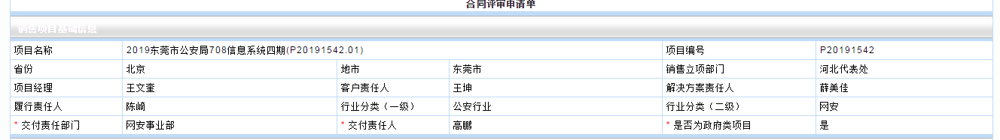 合同评审申请单
销售项目基础信息
项目名称 2019东莞市公安局708信息系统四期(P20191542.01) 项目编号 P20191542
省份 北京 地市 东莞市 销售立项部门 河北代表处
项目经理 王文奎 客户责任人 王坤 解决方案责任人 薛美佳
履行责任人 陈崎 行业分类（一级） 公安行业 行业分类（二级） 网安
* 交付责任部门 网安事业部 * 交付责任人 高鹏 * 是否为政府类项目 是